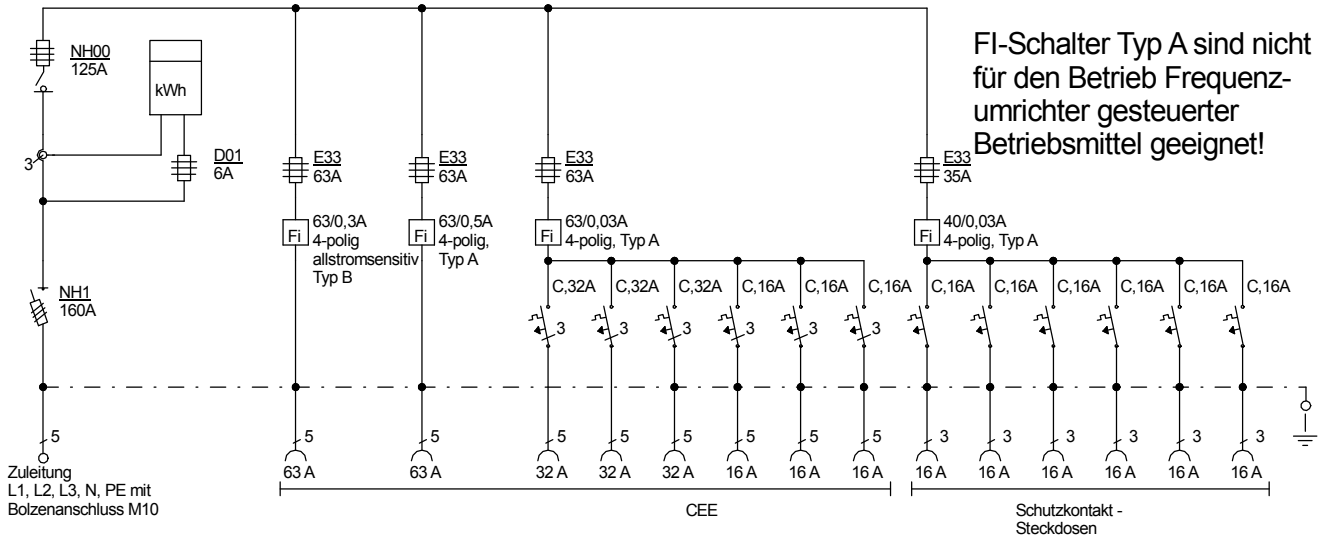 NH00
125A
kWh
3
D01
6A
NH1
160A
E33
63A
E33
63A
E33
63A
E33
35A
FI-Schalter Typ A sind nicht
für den Betrieb Frequenz-
umrichter gesteuerter
Betriebsmittel geeignet!
Fi
63/0,3A
4-polig
allstromsensitiv
Typ B
Fi
63/0,5A
4-polig,
Typ A
Fi
63/0,03A
4-polig, Typ A
Fi
40/0,03A
4-polig, Typ A
C,32A C,32A C,32A C,16A C,16A C,16A C,16A C,16A C,16A C,16A C,16A C,16A
3 3 3 3 3 3
5 5 5 5 5 5 5 5 5 3 3 3 3 3 3
63 A 63 A 32 A 32 A 32 A 16 A 16 A 16 A 16 A 16 A 16 A 16 A 16 A 16 A
Zuleitung
L1, L2, L3, N, PE mit
Bolzenanschluss M10
CEE
Schutzkontakt -
Steckdosen